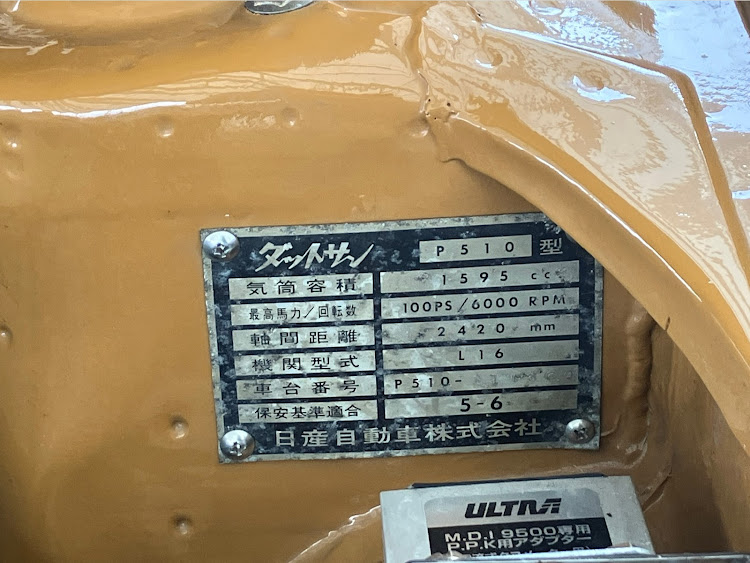 ダットサン P510 型
気筒容積 1595 cc
最高馬力/回転数 100PS/6000 RPM
軸間距離 2420 mm
機関型式 L16
車台番号 P510-
保安基準適合 5-6
日産自動車株式会社
ULTRA
M.D.I 9500専用
P.P.K用アダプター